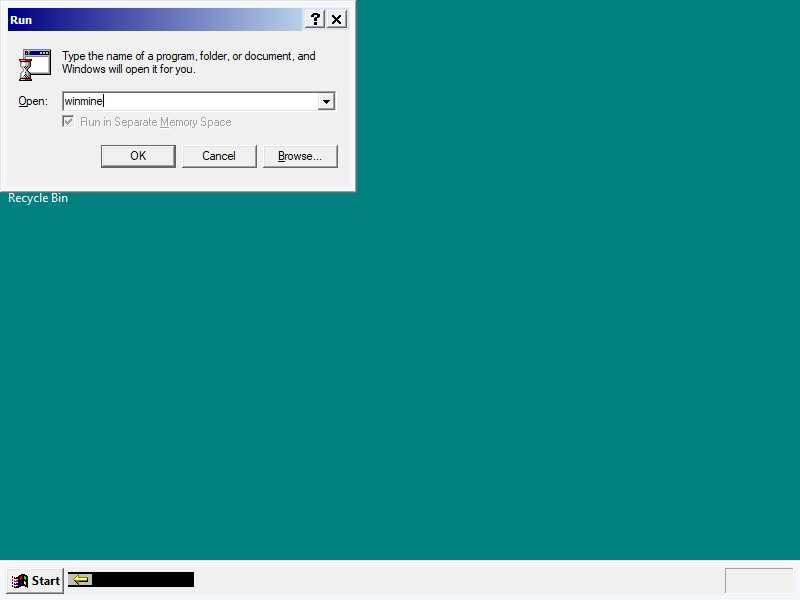 Run
Type the name of a program, folder, or document, and
Windows will open it for you.
Open: winmine
Run in Separate Memory Space
OK Cancel Browse...
Recycle Bin
Start